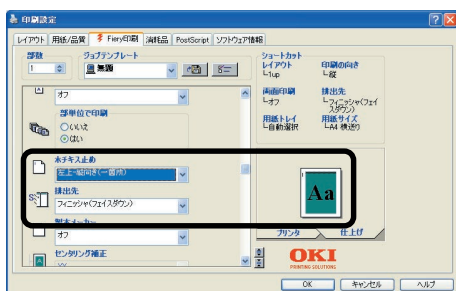 印刷設定
レイアウト 用紙/品質 Fiery印刷 消耗品 PostScript ソフトウェア情報
部数
1
ジョブテンプレート
無題
ショートカット
レイアウト
1up
印刷の向き
縦
両面印刷
オフ
排出先
フィニッシャ(フェイスダウン)
用紙トレイ
自動選択
用紙サイズ
A4 横送り
オフ
部単位で印刷
いいえ
はい
ホチキス止め
左上-縦向き(一箇所)
排出先
フィニッシャ(フェイスダウン)
製本メーカー
オフ
センタリング補正
XY
Aa
プリンタ 仕上げ
OKI
PRINTING SOLUTIONS
OK キャンセル ヘルプ